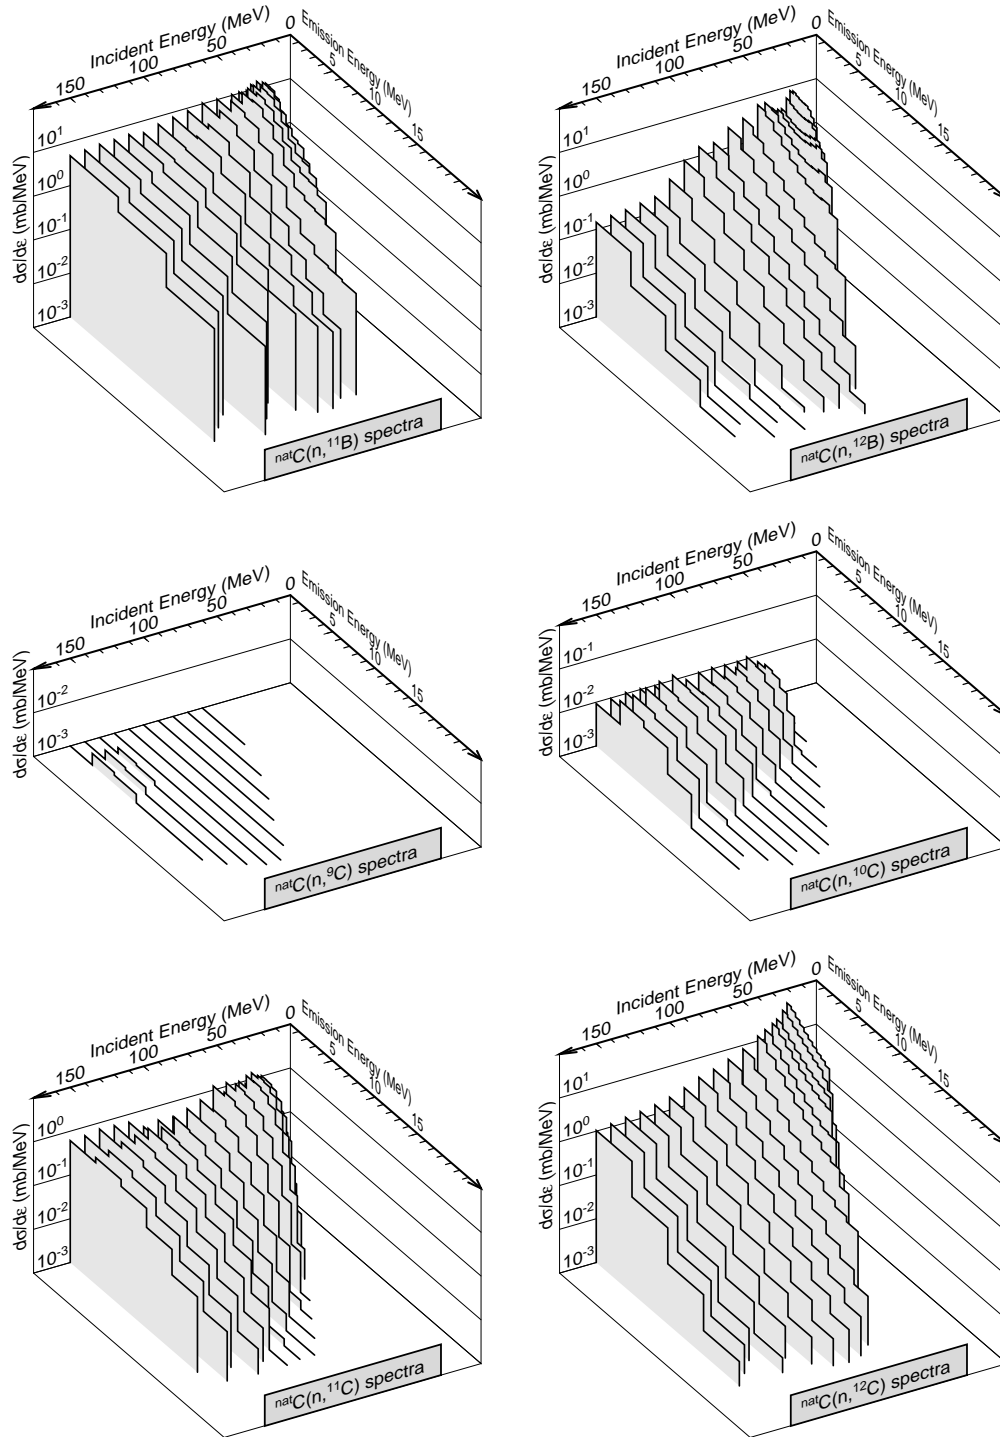 Incident Energy (MeV)
150
100
50
0
Emission Energy (MeV)
5
10
15
dσ/dε (mb/MeV)
10¹
10⁰
10⁻¹
10⁻²
10⁻³
ⁿᵃᵗC(n,¹¹B) spectra
Incident Energy (MeV)
150
100
50
0
Emission Energy (MeV)
5
10
15
dσ/dε (mb/MeV)
10¹
10⁰
10⁻¹
10⁻²
10⁻³
ⁿᵃᵗC(n,¹²B) spectra
Incident Energy (MeV)
150
100
50
0
Emission Energy (MeV)
5
10
15
dσ/dε (mb/MeV)
10⁻²
10⁻³
ⁿᵃᵗC(n,⁹C) spectra
Incident Energy (MeV)
150
100
50
0
Emission Energy (MeV)
5
10
15
dσ/dε (mb/MeV)
10⁻¹
10⁻²
10⁻³
ⁿᵃᵗC(n,¹⁰C) spectra
Incident Energy (MeV)
150
100
50
0
Emission Energy (MeV)
5
10
15
dσ/dε (mb/MeV)
10⁰
10⁻¹
10⁻²
10⁻³
ⁿᵃᵗC(n,¹¹C) spectra
Incident Energy (MeV)
150
100
50
0
Emission Energy (MeV)
5
10
15
dσ/dε (mb/MeV)
10¹
10⁰
10⁻¹
10⁻²
10⁻³
ⁿᵃᵗC(n,¹²C) spectra